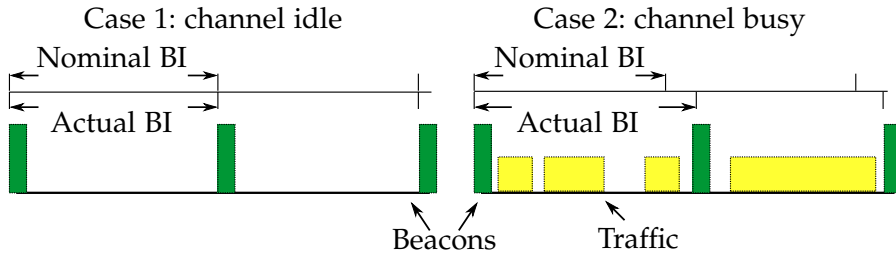 Case 1: channel idle
Case 2: channel busy
Nominal BI
Nominal BI
Actual BI
Actual BI
Beacons
Traffic